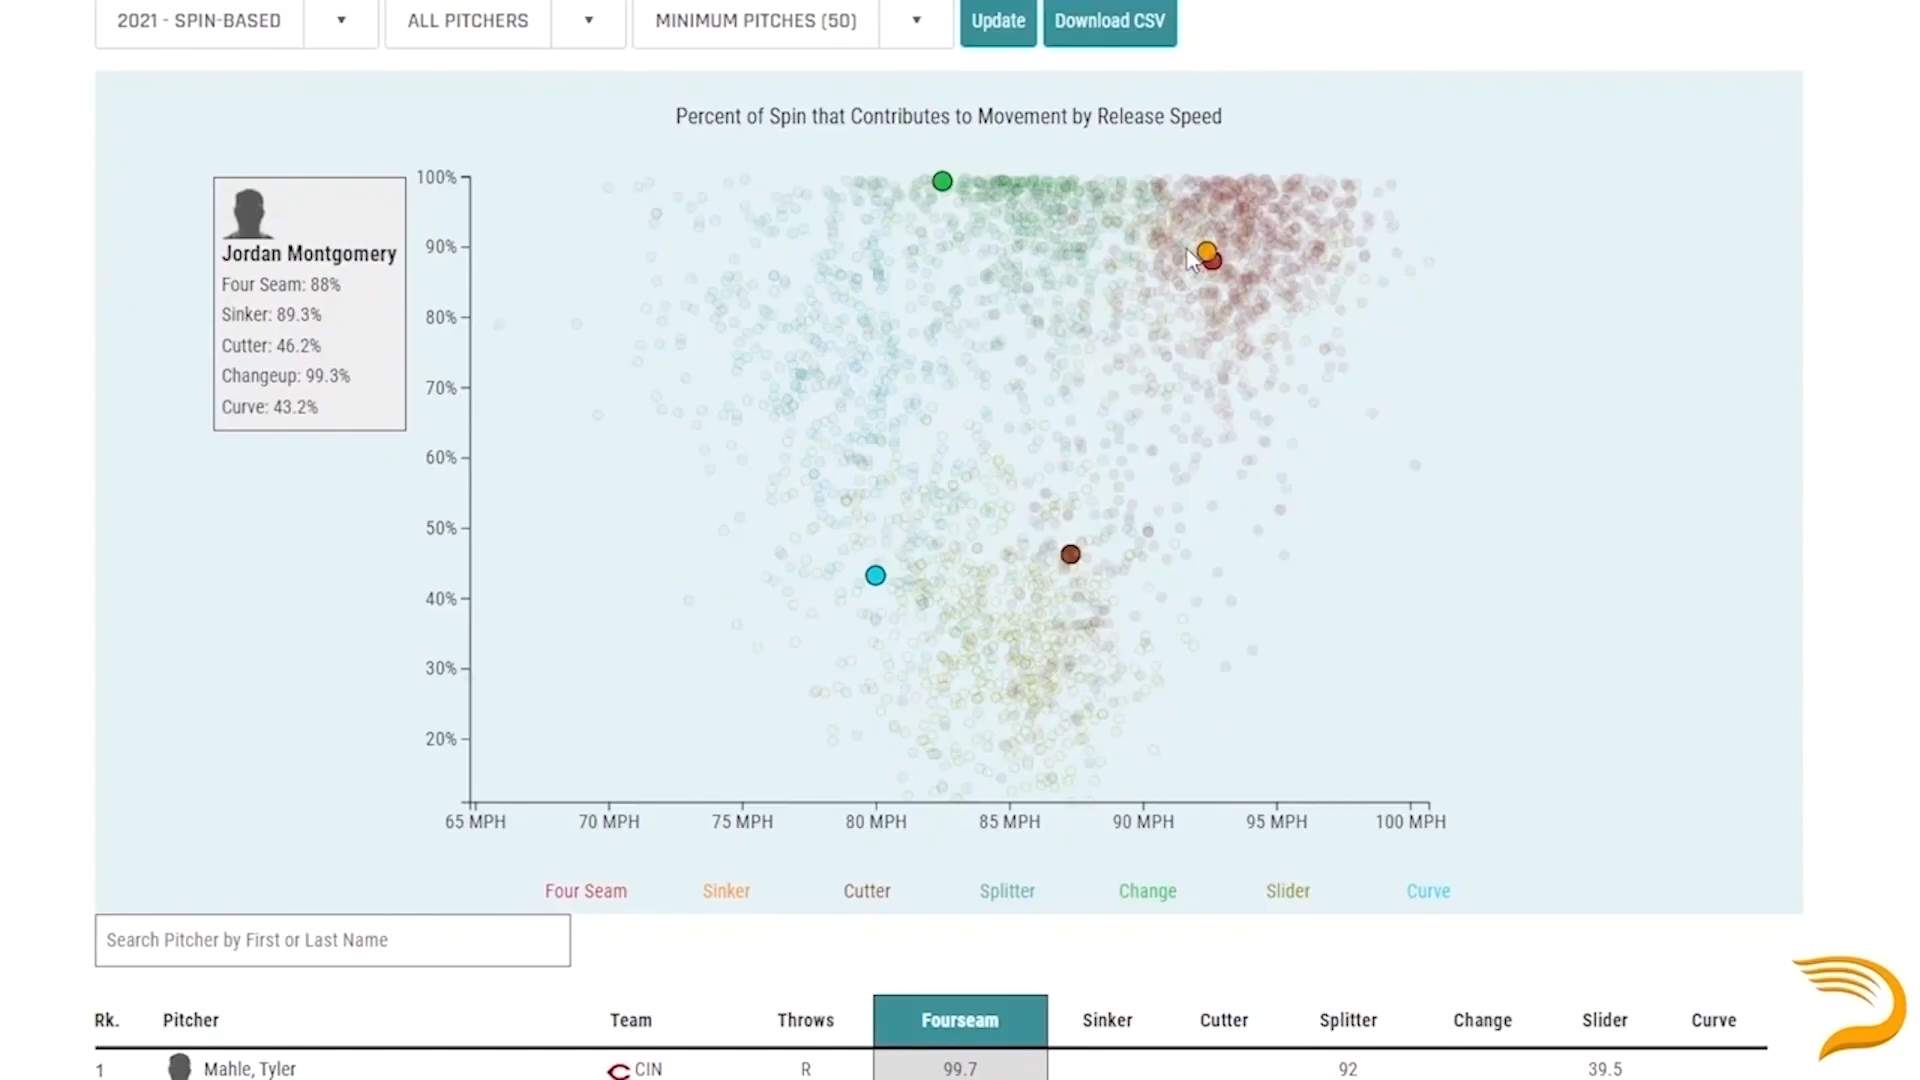 2021 - SPIN-BASED ALL PITCHERS MINIMUM PITCHES (50) Update Download CSV
Percent of Spin that Contributes to Movement by Release Speed
Jordan Montgomery
Four Seam: 88%
Sinker: 89.3%
Cutter: 46.2%
Changeup: 99.3%
Curve: 43.2%
100%
90%
80%
70%
60%
50%
40%
30%
20%
65 MPH 70 MPH 75 MPH 80 MPH 85 MPH 90 MPH 95 MPH 100 MPH
Four Seam Sinker Cutter Splitter Change Slider Curve
Search Pitcher by First or Last Name
Rk. Pitcher Team Throws Fourseam Sinker Cutter Splitter Change Slider Curve
1 Mahle, Tyler CIN R 99.7 92 39.5